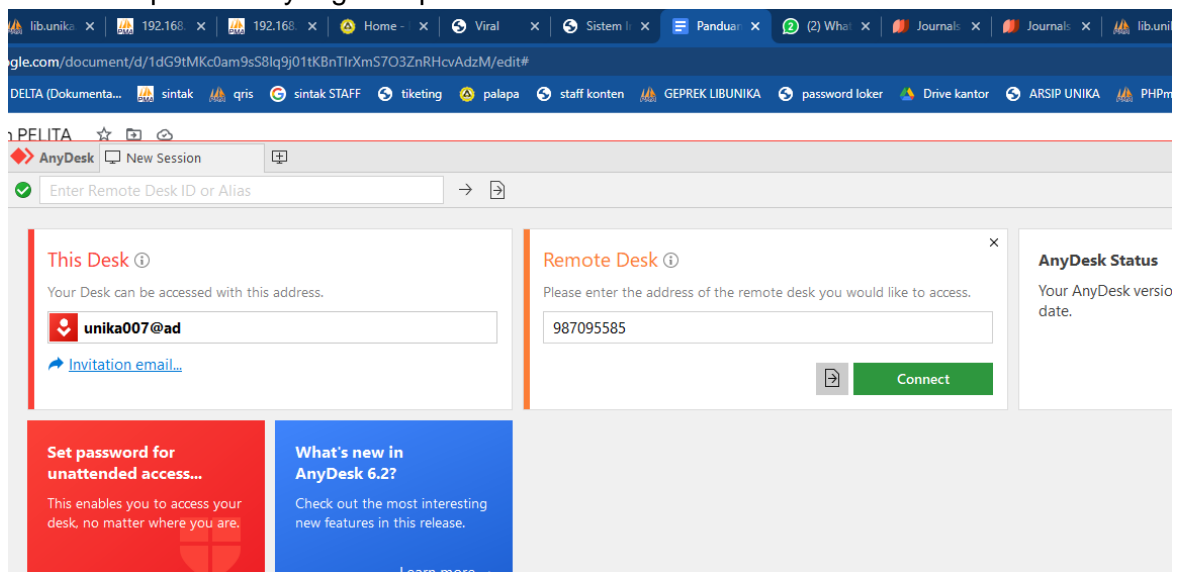 lib.unika. 192.168. 192.168. Home - Viral Sistem I Panduan (2) What Journals Journals lib.unil
ogle.com/document/d/1dG9tMKc0am9sS8Iq9j01tKBnTIrXmS7O3ZnRHcvAdzM/edit#
DELTA (Dokumenta... sintak qris sintak STAFF tiketing palapa staff konten GEPREK LIBUNIKA password loker Drive kantor ARSIP UNIKA PHPm
PELITA
AnyDesk New Session
Enter Remote Desk ID or Alias
This Desk
Your Desk can be accessed with this address.
unika007@ad
Invitation email...
Remote Desk
Please enter the address of the remote desk you would like to access.
987095585
Connect
AnyDesk Status
Your AnyDesk versio
date.
Set password for
unattended access...
This enables you to access your
desk, no matter where you are.
What's new in
AnyDesk 6.2?
Check out the most interesting
new features in this release.
Learn more